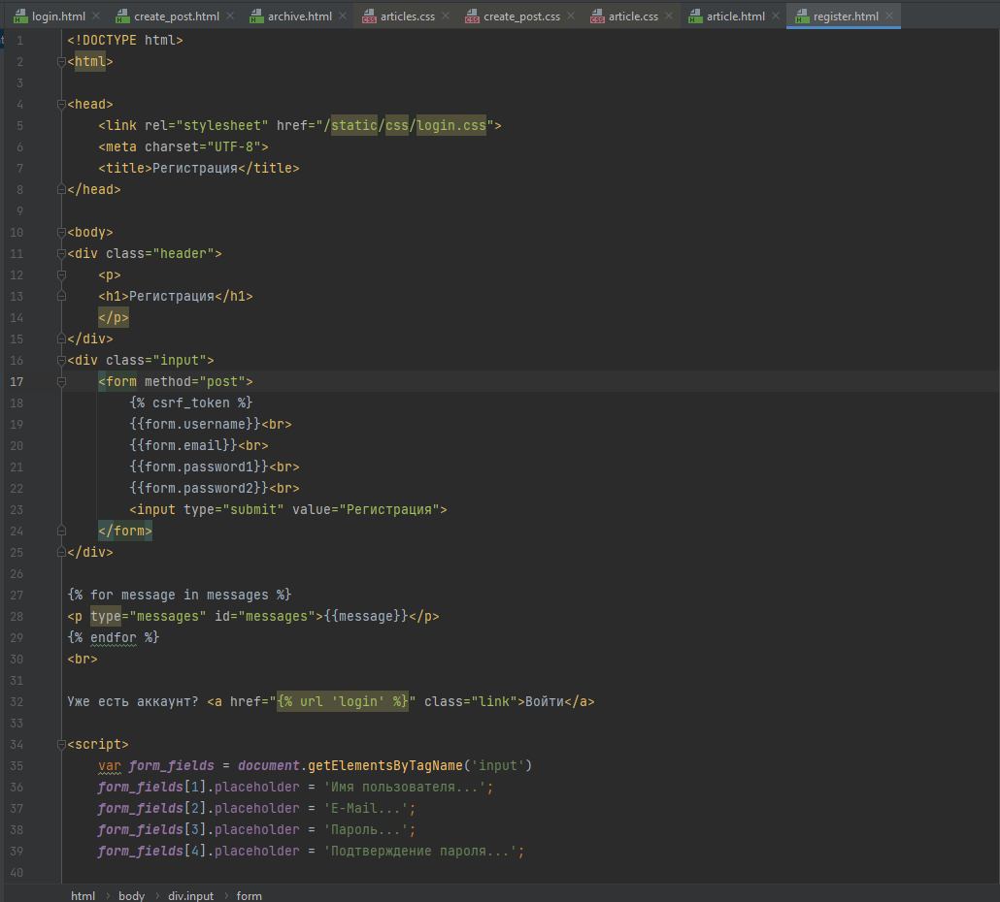 login.html create_post.html archive.html articles.css create_post.css article.css article.html register.html
1 <!DOCTYPE html>
2 <html>
3
4 <head>
5 <link rel="stylesheet" href="/static/css/login.css">
6 <meta charset="UTF-8">
7 <title>Регистрация</title>
8 </head>
9
10 <body>
11 <div class="header">
12 <p>
13 <h1>Регистрация</h1>
14 </p>
15 </div>
16 <div class="input">
17 <form method="post">
18 {% csrf_token %}
19 {{form.username}}<br>
20 {{form.email}}<br>
21 {{form.password1}}<br>
22 {{form.password2}}<br>
23 <input type="submit" value="Регистрация">
24 </form>
25 </div>
26
27 {% for message in messages %}
28 <p type="messages" id="messages">{{message}}</p>
29 {% endfor %}
30 <br>
31
32 Уже есть аккаунт? <a href="{% url 'login' %}" class="link">Войти</a>
33
34 <script>
35 var form_fields = document.getElementsByTagName('input')
36 form_fields[1].placeholder = 'Имя пользователя...';
37 form_fields[2].placeholder = 'E-Mail...';
38 form_fields[3].placeholder = 'Пароль...';
39 form_fields[4].placeholder = 'Подтверждение пароля...';
40
html › body › div.input › form